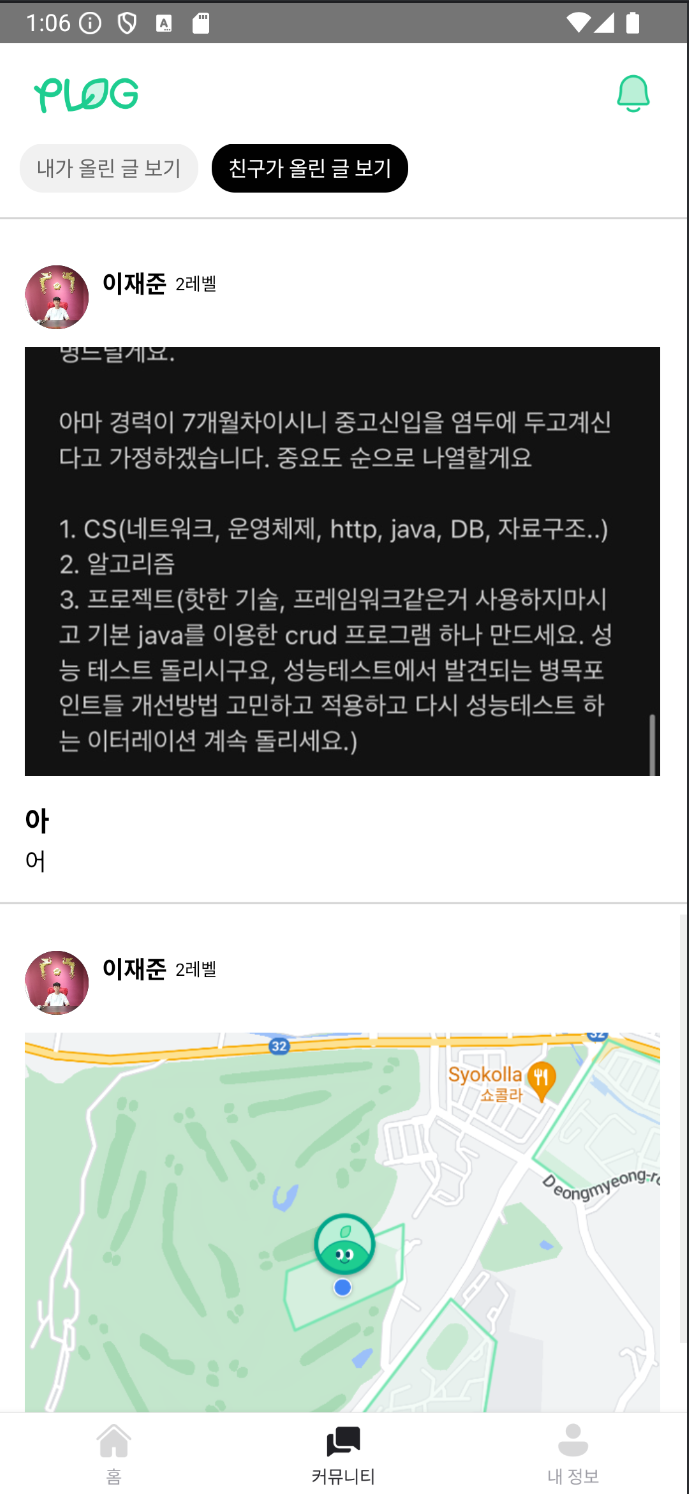 1:06
PLOG
내가 올린 글 보기
친구가 올린 글 보기
이재준 2레벨
명드릴게요.
아마 경력이 7개월차이시니 중고신입을 염두에 두고계신
다고 가정하겠습니다. 중요도 순으로 나열할게요
1. CS(네트워크, 운영체제, http, java, DB, 자료구조..)
2. 알고리즘
3. 프로젝트(핫한 기술, 프레임워크같은거 사용하지마시
고 기본 java를 이용한 crud 프로그램 하나 만드세요. 성
능 테스트 돌리시구요, 성능테스트에서 발견되는 병목포
인트들 개선방법 고민하고 적용하고 다시 성능테스트 하
는 이터레이션 계속 돌리세요.)
아
어
이재준 2레벨
32
32
Syokolla
쇼콜라
홈
커뮤니티
내 정보